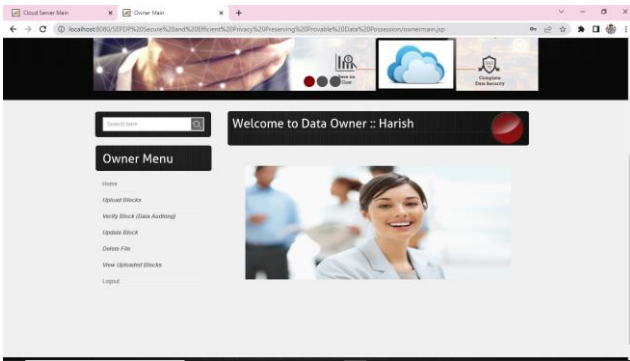 Cloud Server Main
Owner Main
localhost:8080/SEFDP%20Secure%20and%20Efficient%20Privacy%20Preserving%20Provable%20Data%20Possession/ownermain.jsp
Complete
Data Security
Search here
Welcome to Data Owner :: Harish
Owner Menu
Home
Upload Blocks
Verify Block (Data Auditing)
Update Block
Delete File
View Uploaded Blocks
Logout